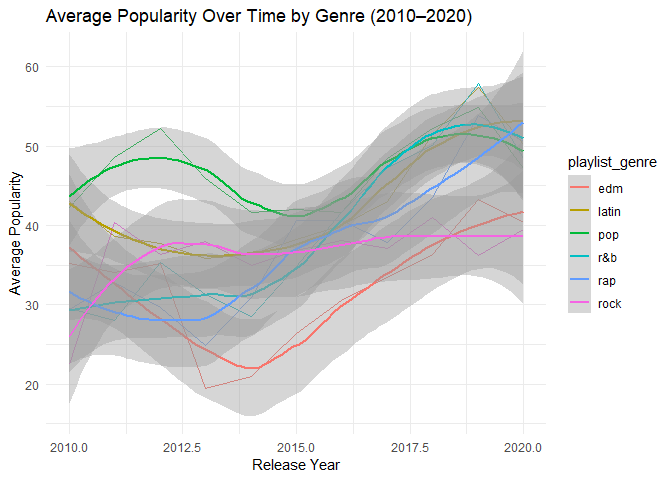 Average Popularity Over Time by Genre (2010–2020)
60
50
40
30
20
Average Popularity
2010.0 2012.5 2015.0 2017.5 2020.0
Release Year
playlist_genre
edm
latin
pop
r&b
rap
rock